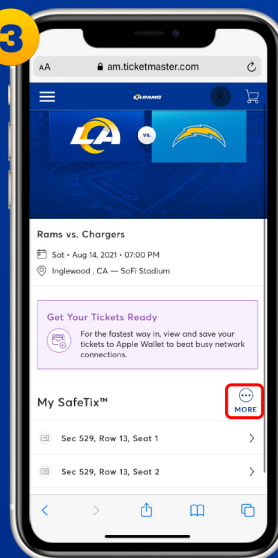 3
AA am.ticketmaster.com
RAMS
LA VS.
Rams vs. Chargers
Sat • Aug 14, 2021 • 07:00 PM
Inglewood , CA — SoFi Stadium
Get Your Tickets Ready
For the fastest way in, view and save your
tickets to Apple Wallet to beat busy network
connections.
My SafeTix™
MORE
Sec 529, Row 13, Seat 1
Sec 529, Row 13, Seat 2